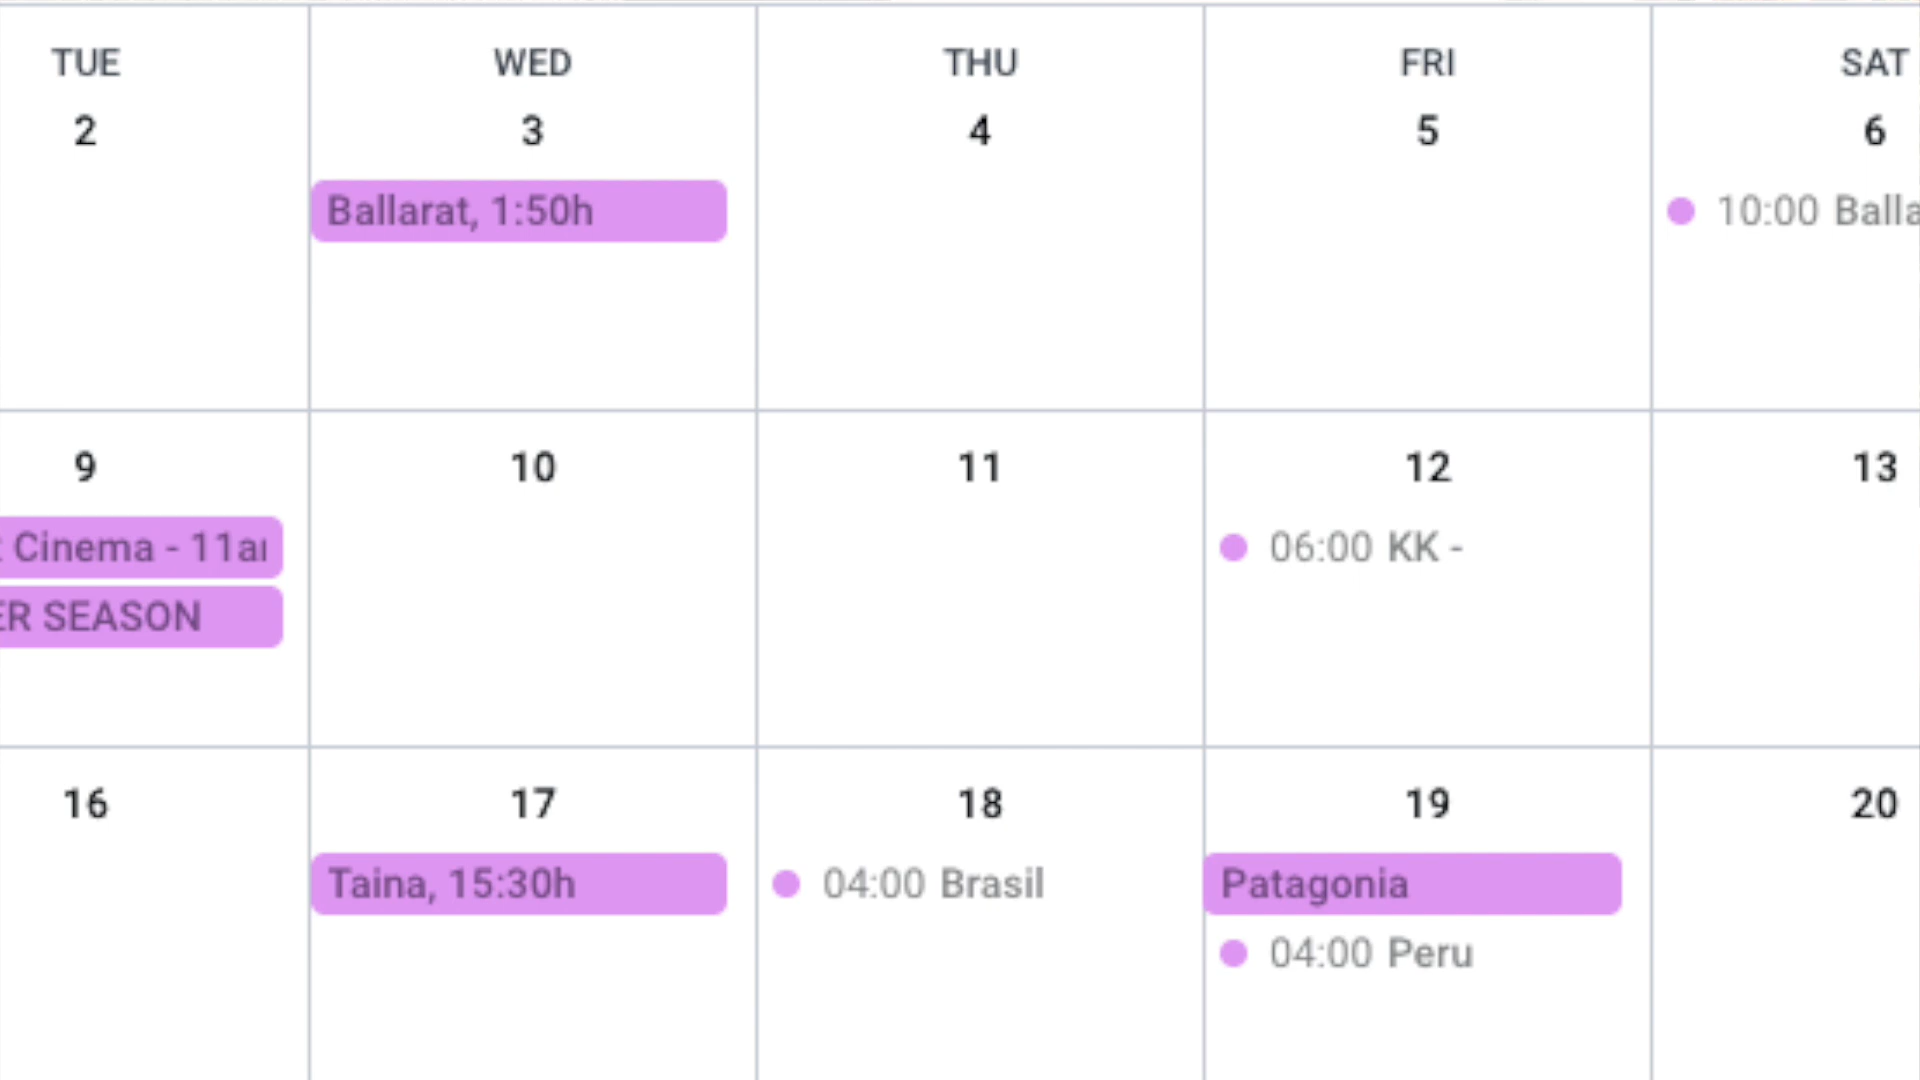 TUE WED THU FRI SAT
2 3 4 5 6
Ballarat, 1:50h 10:00
9 10 11 12 13
Cinema - 06:00 KK -
SEASON
16 17 18 19 20
Taina, 15:30h 04:00 Brasil Patagonia
04:00 Peru